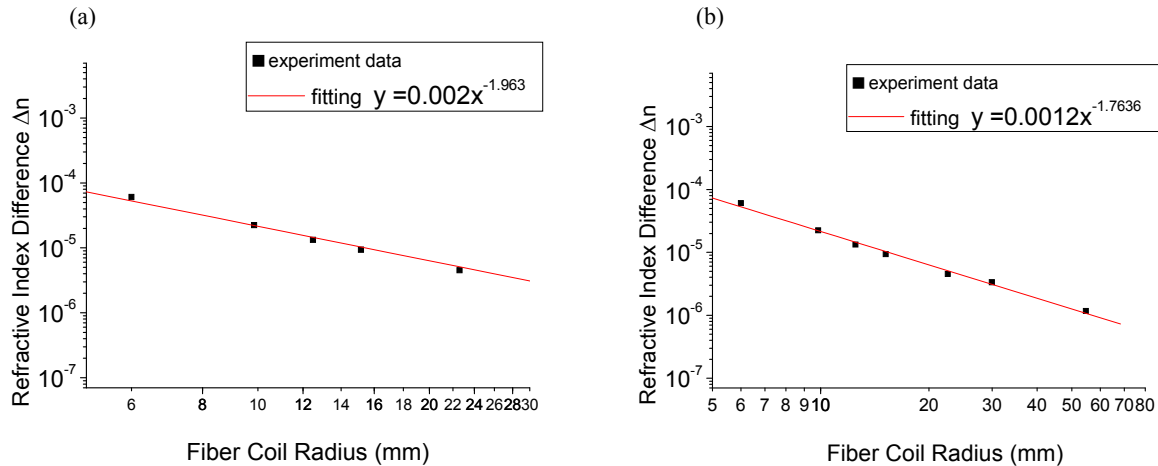 (a)
experiment data
fitting y =0.002x^-1.963
Refractive Index Difference Δn
10^-3
10^-4
10^-5
10^-6
10^-7
6 8 10 12 14 16 18 20 22 24 26 28 30
Fiber Coil Radius (mm)
(b)
experiment data
fitting y =0.0012x^-1.7636
Refractive Index Difference Δn
10^-3
10^-4
10^-5
10^-6
10^-7
5 6 7 8 9 10 20 30 40 50 60 70 80
Fiber Coil Radius (mm)